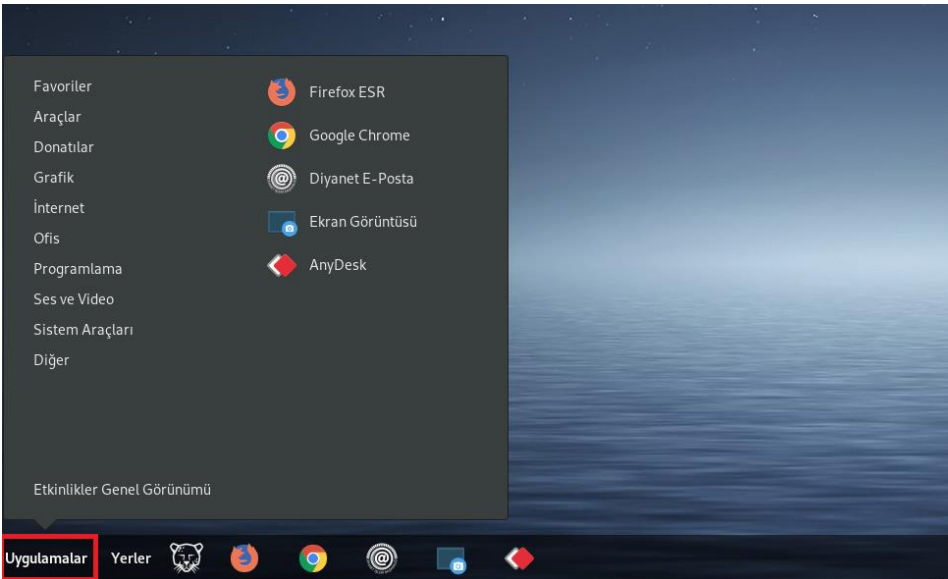 Favoriler
Araçlar
Donatılar
Grafik
İnternet
Ofis
Programlama
Ses ve Video
Sistem Araçları
Diğer
Firefox ESR
Google Chrome
Diyanet E-Posta
Ekran Görüntüsü
AnyDesk
Etkinlikler Genel Görünümü
Uygulamalar Yerler